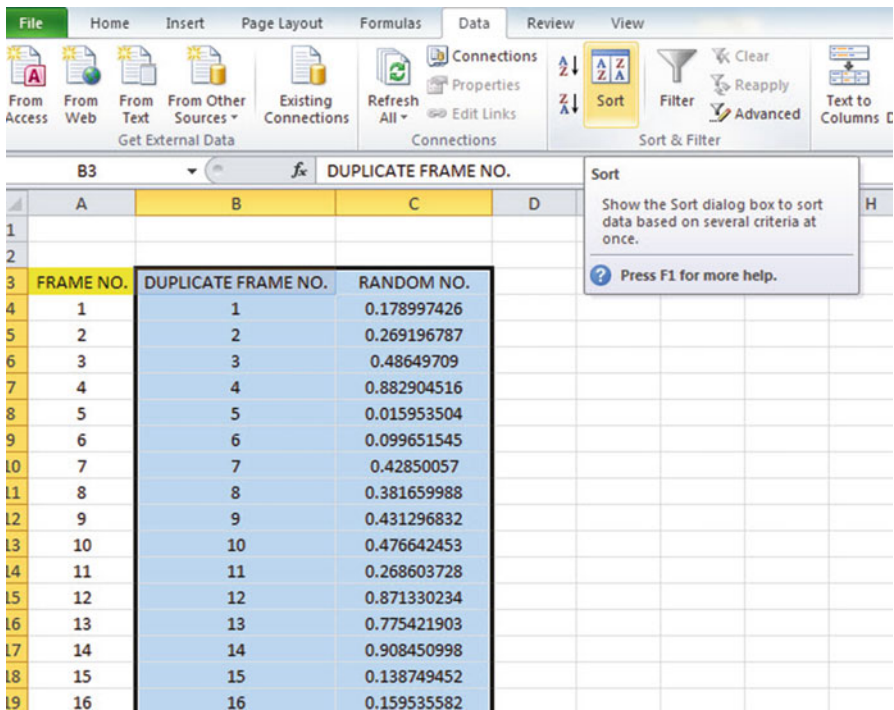 File Home Insert Page Layout Formulas Data Review View
From Access From Web From Text From Other Sources Existing Connections
Get External Data
Refresh All Connections Properties Edit Links
Connections
Sort Filter Clear Reapply Advanced
Sort & Filter
Text to Columns
B3 fx DUPLICATE FRAME NO.
Sort
Show the Sort dialog box to sort
data based on several criteria at
once.
Press F1 for more help.
A B C D H
1
2
3 FRAME NO. DUPLICATE FRAME NO. RANDOM NO.
4 1 1 0.178997426
5 2 2 0.269196787
6 3 3 0.48649709
7 4 4 0.882904516
8 5 5 0.015953504
9 6 6 0.099651545
10 7 7 0.42850057
11 8 8 0.381659988
12 9 9 0.431296832
13 10 10 0.476642453
14 11 11 0.268603728
15 12 12 0.871330234
16 13 13 0.775421903
17 14 14 0.908450998
18 15 15 0.138749452
19 16 16 0.159535582